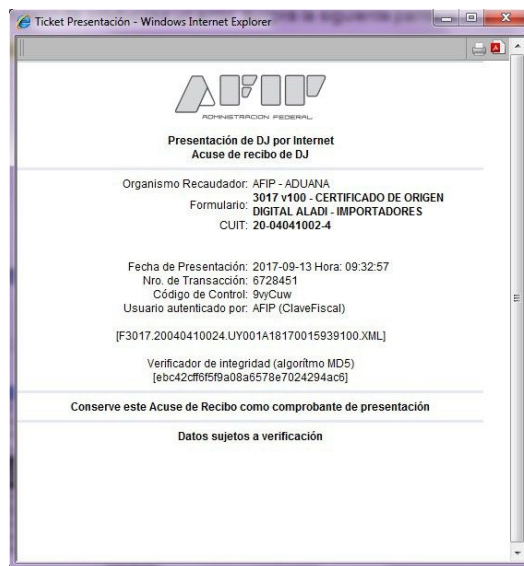 Ticket Presentación - Windows Internet Explorer
AFIP
ADMINISTRACION FEDERAL
Presentación de DJ por Internet
Acuse de recibo de DJ
Organismo Recaudador: AFIP - ADUANA
Formulario: 3017 v100 - CERTIFICADO DE ORIGEN
DIGITAL ALADI - IMPORTADORES
CUIT: 20-04041002-4
Fecha de Presentación: 2017-09-13 Hora: 09:32:57
Nro. de Transacción: 6728451
Código de Control: 9vyCuw
Usuario autenticado por: AFIP (ClaveFiscal)
[F3017.20040410024.UY001A18170015939100.XML]
Verificador de integridad (algorítmo MD5)
[ebc42cff6f5f9a08a6578e7024294ac6]
Conserve este Acuse de Recibo como comprobante de presentación
Datos sujetos a verificación